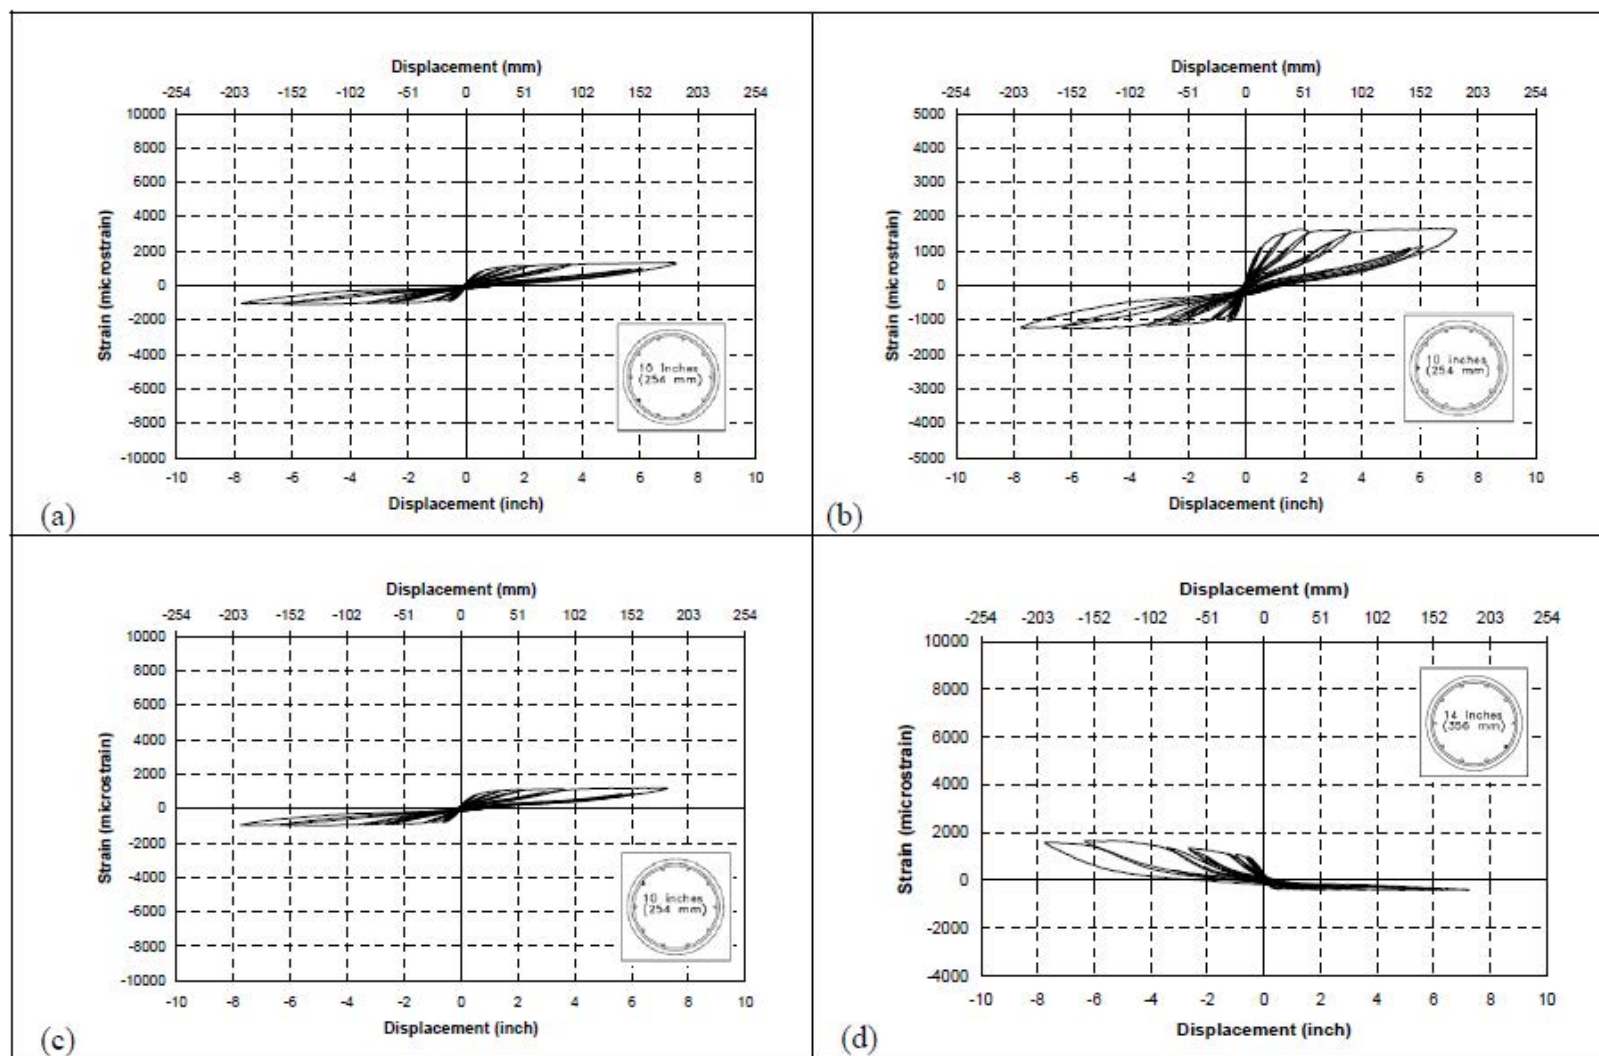 Displacement (mm)
-254 -203 -152 -102 -51 0 51 102 152 203 254
10000
8000
6000
4000
2000
0
-2000
-4000
-6000
-8000
-10000
Strain (microstrain)
10 Inches
(254 mm)
-10 -8 -6 -4 -2 0 2 4 6 8 10
Displacement (inch)
(a)
Displacement (mm)
-254 -203 -152 -102 -51 0 51 102 152 203 254
5000
4000
3000
2000
1000
0
-1000
-2000
-3000
-4000
-5000
Strain (microstrain)
10 Inches
(254 mm)
-10 -8 -6 -4 -2 0 2 4 6 8 10
Displacement (inch)
(b)
Displacement (mm)
-254 -203 -152 -102 -51 0 51 102 152 203 254
10000
8000
6000
4000
2000
0
-2000
-4000
-6000
-8000
-10000
Strain (microstrain)
10 Inches
(254 mm)
-10 -8 -6 -4 -2 0 2 4 6 8 10
Displacement (inch)
(c)
Displacement (mm)
-254 -203 -152 -102 -51 0 51 102 152 203 254
10000
8000
6000
4000
2000
0
-2000
-4000
Strain (microstrain)
14 Inches
(356 mm)
-10 -8 -6 -4 -2 0 2 4 6 8 10
Displacement (inch)
(d)